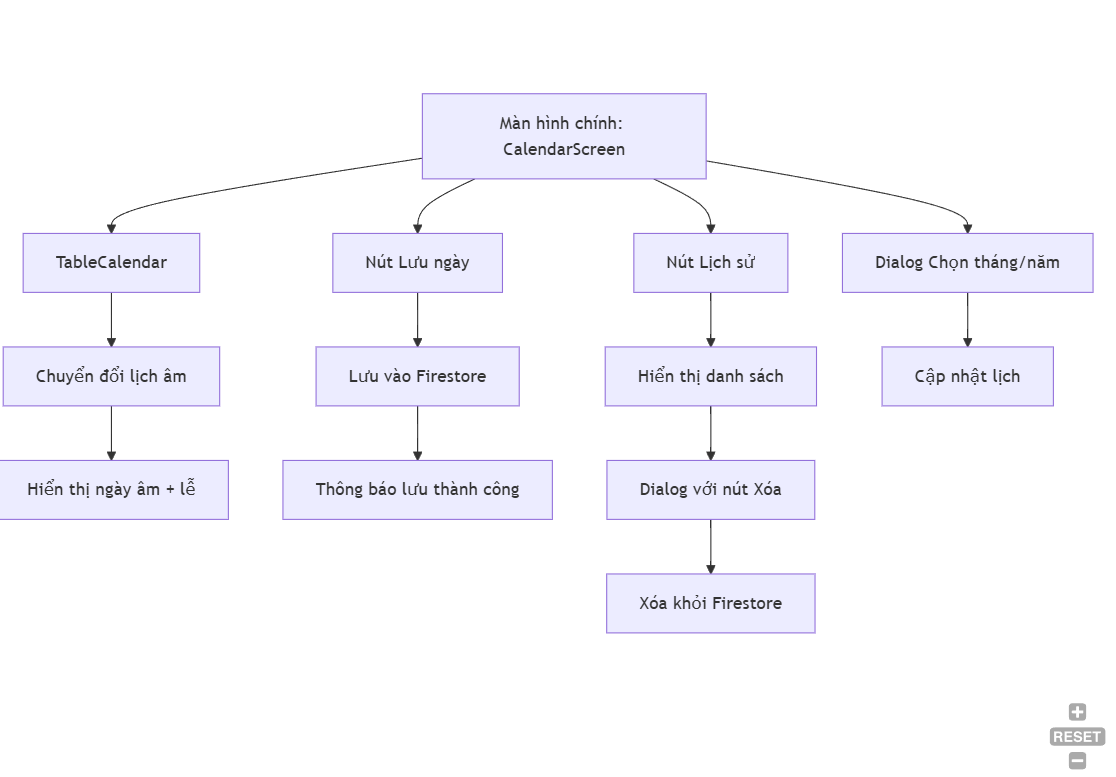 Màn hình chính:
CalendarScreen
TableCalendar
Nút Lưu ngày
Nút Lịch sử
Dialog Chọn tháng/năm
Chuyển đổi lịch âm
Lưu vào Firestore
Hiển thị danh sách
Cập nhật lịch
Hiển thị ngày âm + lễ
Thông báo lưu thành công
Dialog với nút Xóa
Xóa khỏi Firestore
RESET